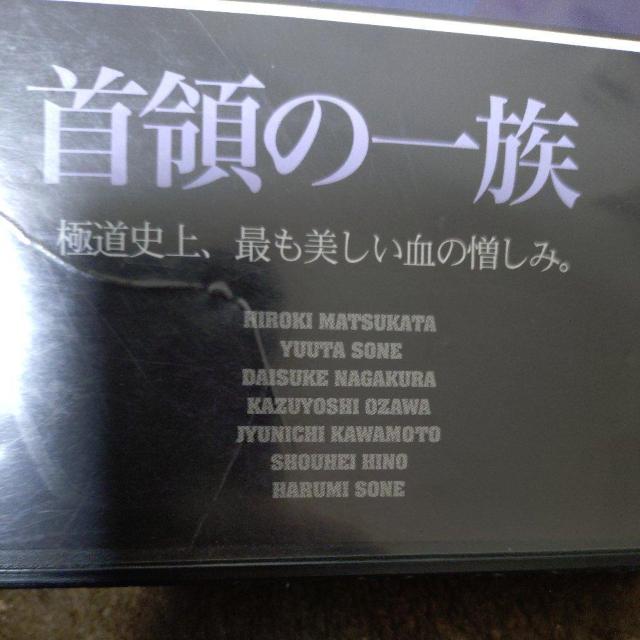 首領の一族
極道史上、最も美しい血の憎しみ。
HIROKI MATSUKATA
YUUTA SONE
DAISUKE NAGAKURA
KAZUYOSHI OZAWA
JYUNICHI KAWAMOTO
SHOUHEI HINO
HARUMI SONE